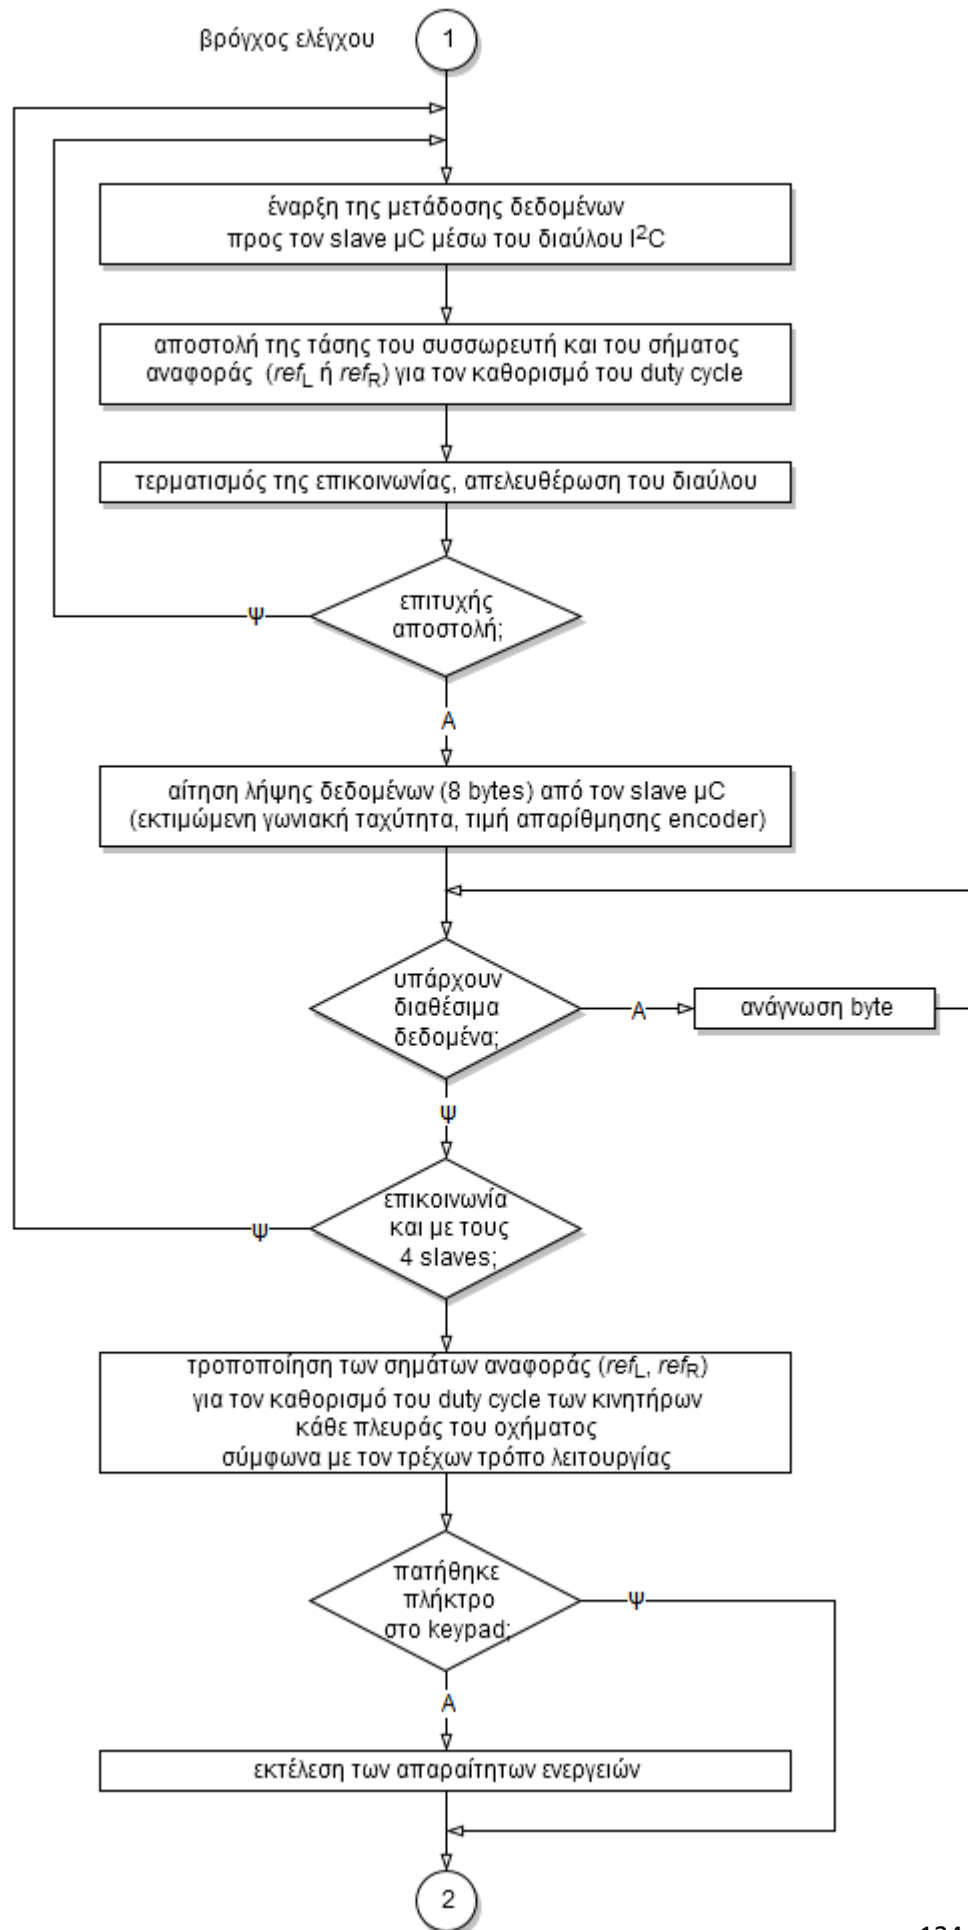 βρόγχος ελέγχου
1
έναρξη της μετάδοσης δεδομένων
προς τον slave μC μέσω του διαύλου I²C
αποστολή της τάσης του συσσωρευτή και του σήματος
αναφοράς (refL ή refR) για τον καθορισμό του duty cycle
τερματισμός της επικοινωνίας, απελευθέρωση του διαύλου
επιτυχής
αποστολή;
Ψ
Α
αίτηση λήψης δεδομένων (8 bytes) από τον slave μC
(εκτιμώμενη γωνιακή ταχύτητα, τιμή απαρίθμησης encoder)
υπάρχουν
διαθέσιμα
δεδομένα;
Α
ανάγνωση byte
Ψ
επικοινωνία
και με τους
4 slaves;
Ψ
τροποποίηση των σημάτων αναφοράς (refL, refR)
για τον καθορισμό του duty cycle των κινητήρων
κάθε πλευράς του οχήματος
σύμφωνα με τον τρέχων τρόπο λειτουργίας
πατήθηκε
πλήκτρο
στο keypad;
Ψ
Α
εκτέλεση των απαραίτητων ενεργειών
2